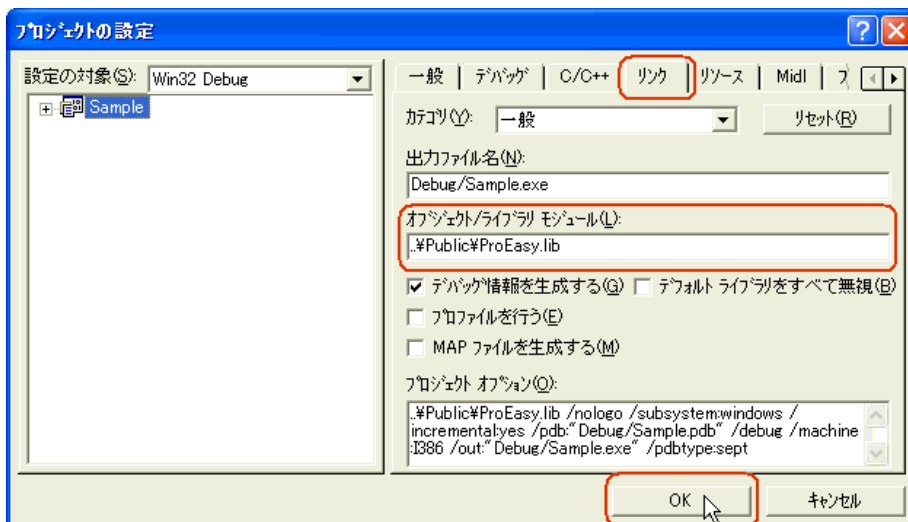 プロジェクトの設定
設定の対象(S):
Win32 Debug
Sample
一般
デバッグ
C/C++
リンク
リソース
Midl
カテゴリ(Y):
一般
リセット(R)
出力ファイル名(N):
Debug/Sample.exe
オブジェクト/ライブラリ モジュール(L):
..¥Public¥ProEasy.lib
デバッグ情報を生成する(G)
デフォルト ライブラリをすべて無視(B)
プロファイルを行う(E)
MAP ファイルを生成する(M)
プロジェクト オプション(O):
..¥Public¥ProEasy.lib /nologo /subsystem:windows /
incremental:yes /pdb:"Debug/Sample.pdb" /debug /machine
:I386 /out:"Debug/Sample.exe" /pdbtype:sept
OK
キャンセル